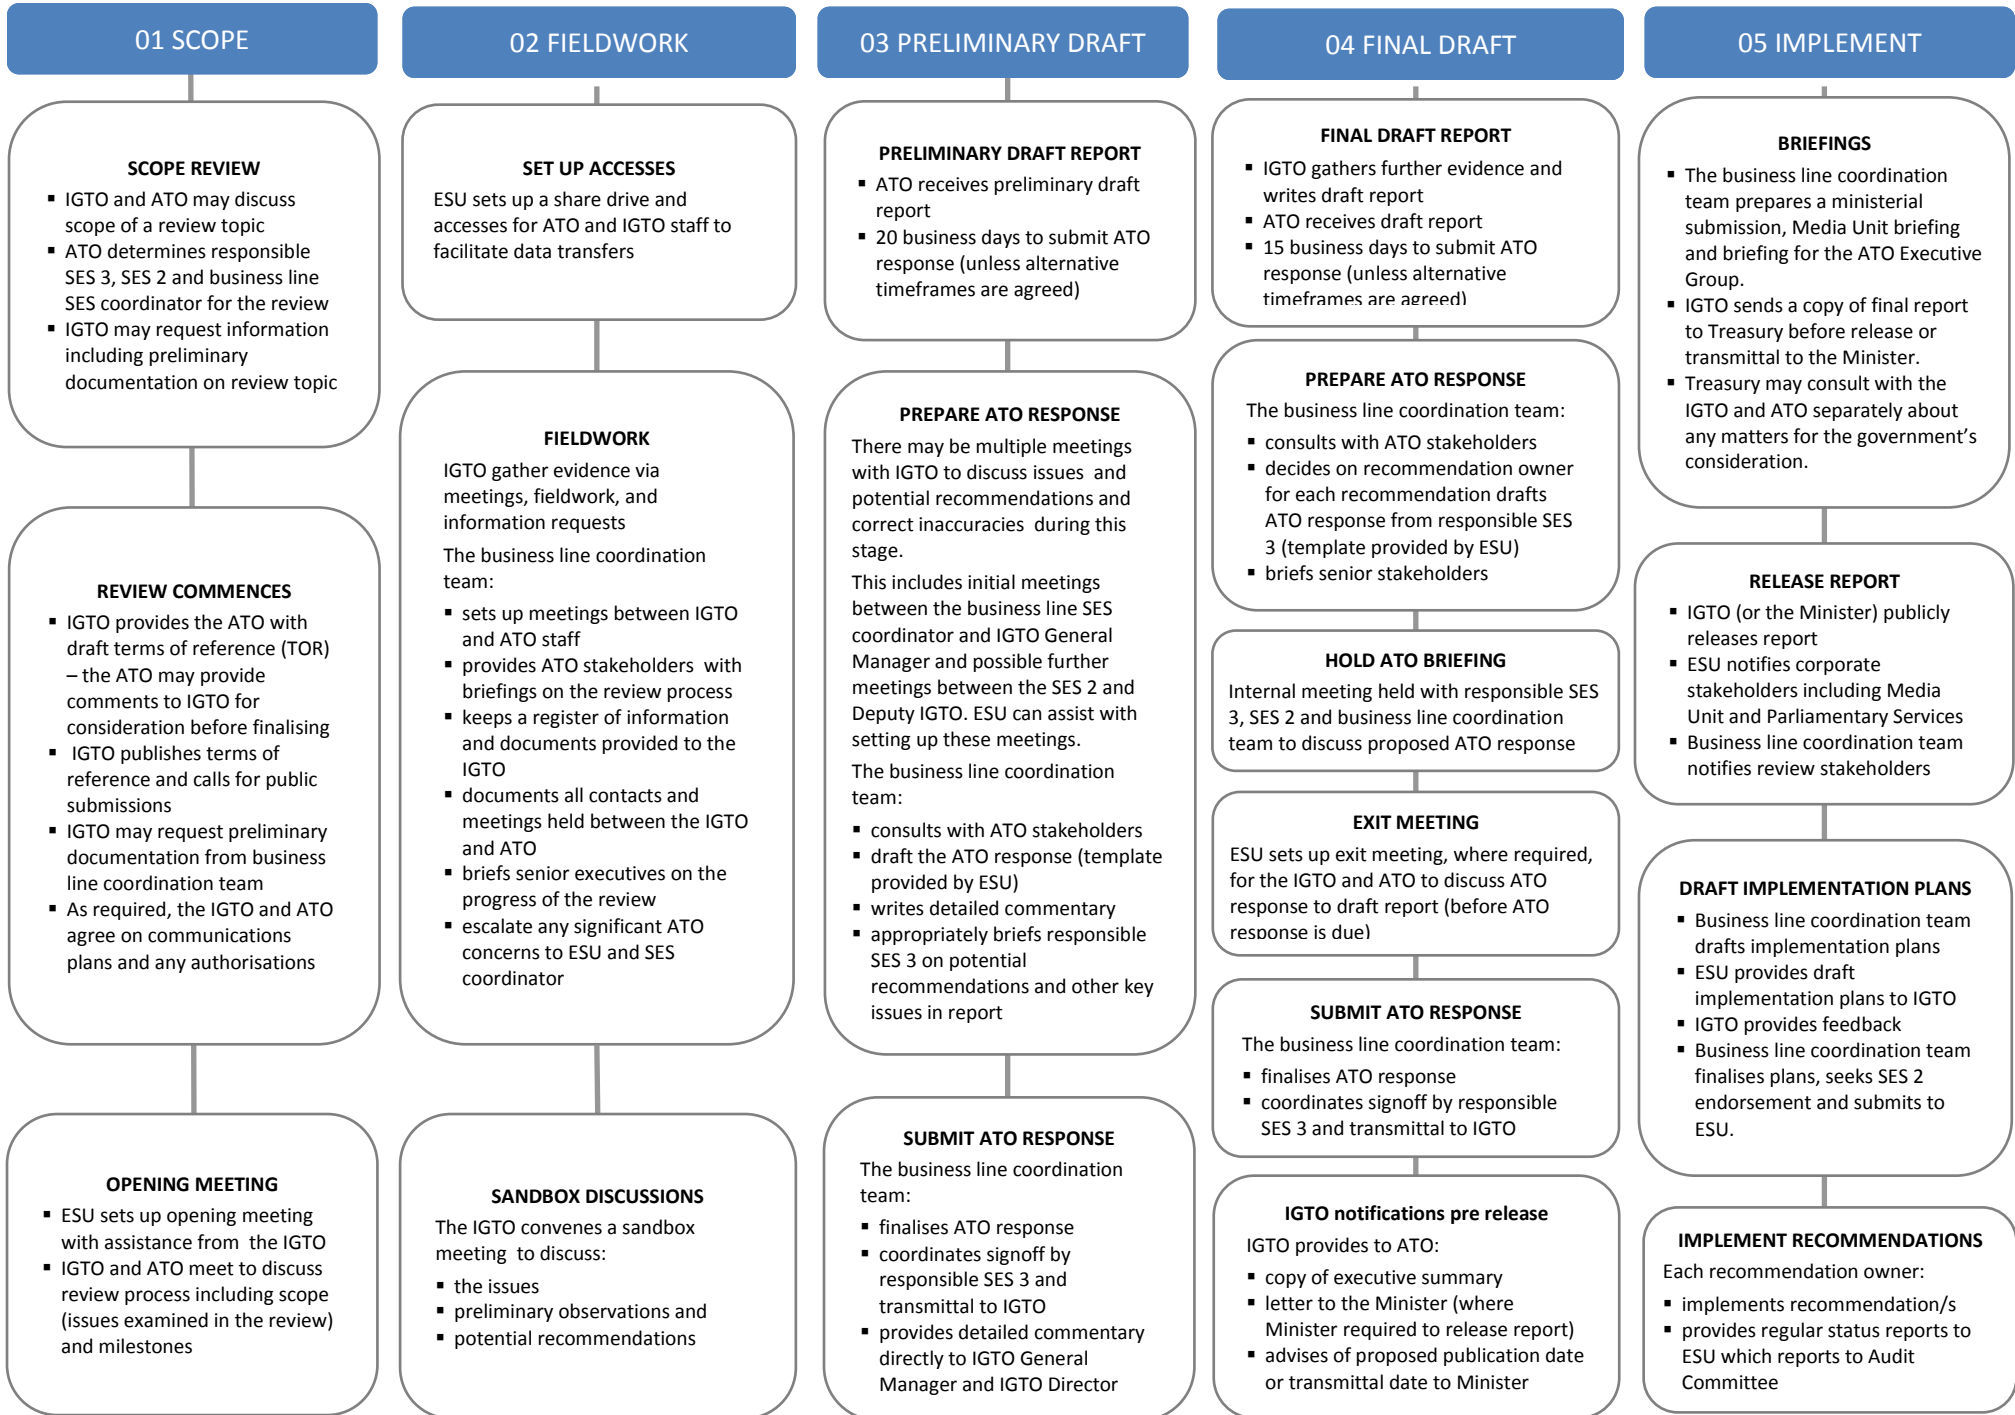 01 SCOPE
SCOPE REVIEW
▪ IGTO and ATO may discuss
scope of a review topic
▪ ATO determines responsible
SES 3, SES 2 and business line
SES coordinator for the review
▪ IGTO may request information
including preliminary
documentation on review topic
REVIEW COMMENCES
▪ IGTO provides the ATO with
draft terms of reference (TOR)
– the ATO may provide
comments to IGTO for
consideration before finalising
▪ IGTO publishes terms of
reference and calls for public
submissions
▪ IGTO may request preliminary
documentation from business
line coordination team
▪ As required, the IGTO and ATO
agree on communications
plans and any authorisations
OPENING MEETING
▪ ESU sets up opening meeting
with assistance from the IGTO
▪ IGTO and ATO meet to discuss
review process including scope
(issues examined in the review)
and milestones
02 FIELDWORK
SET UP ACCESSES
ESU sets up a share drive and
accesses for ATO and IGTO staff to
facilitate data transfers
FIELDWORK
IGTO gather evidence via
meetings, fieldwork, and
information requests
The business line coordination
team:
▪ sets up meetings between IGTO
and ATO staff
▪ provides ATO stakeholders with
briefings on the review process
▪ keeps a register of information
and documents provided to the
IGTO
▪ documents all contacts and
meetings held between the IGTO
and ATO
▪ briefs senior executives on the
progress of the review
▪ escalate any significant ATO
concerns to ESU and SES
coordinator
SANDBOX DISCUSSIONS
The IGTO convenes a sandbox
meeting to discuss:
▪ the issues
▪ preliminary observations and
▪ potential recommendations
03 PRELIMINARY DRAFT
PRELIMINARY DRAFT REPORT
▪ ATO receives preliminary draft
report
▪ 20 business days to submit ATO
response (unless alternative
timeframes are agreed)
PREPARE ATO RESPONSE
There may be multiple meetings
with IGTO to discuss issues and
potential recommendations and
correct inaccuracies during this
stage.
This includes initial meetings
between the business line SES
coordinator and IGTO General
Manager and possible further
meetings between the SES 2 and
Deputy IGTO. ESU can assist with
setting up these meetings.
The business line coordination
team:
▪ consults with ATO stakeholders
▪ draft the ATO response (template
provided by ESU)
▪ writes detailed commentary
▪ appropriately briefs responsible
SES 3 on potential
recommendations and other key
issues in report
SUBMIT ATO RESPONSE
The business line coordination
team:
▪ finalises ATO response
▪ coordinates signoff by
responsible SES 3 and
transmittal to IGTO
▪ provides detailed commentary
directly to IGTO General
Manager and IGTO Director
04 FINAL DRAFT
FINAL DRAFT REPORT
▪ IGTO gathers further evidence and
writes draft report
▪ ATO receives draft report
▪ 15 business days to submit ATO
response (unless alternative
timeframes are agreed)
PREPARE ATO RESPONSE
The business line coordination team:
▪ consults with ATO stakeholders
▪ decides on recommendation owner
for each recommendation drafts
ATO response from responsible SES
3 (template provided by ESU)
▪ briefs senior stakeholders
HOLD ATO BRIEFING
Internal meeting held with responsible SES
3, SES 2 and business line coordination
team to discuss proposed ATO response
EXIT MEETING
ESU sets up exit meeting, where required,
for the IGTO and ATO to discuss ATO
response to draft report (before ATO
response is due)
SUBMIT ATO RESPONSE
The business line coordination team:
▪ finalises ATO response
▪ coordinates signoff by responsible
SES 3 and transmittal to IGTO
IGTO notifications pre release
IGTO provides to ATO:
▪ copy of executive summary
▪ letter to the Minister (where
Minister required to release report)
▪ advises of proposed publication date
or transmittal date to Minister
05 IMPLEMENT
BRIEFINGS
▪ The business line coordination
team prepares a ministerial
submission, Media Unit briefing
and briefing for the ATO Executive
Group.
▪ IGTO sends a copy of final report
to Treasury before release or
transmittal to the Minister.
▪ Treasury may consult with the
IGTO and ATO separately about
any matters for the government's
consideration.
RELEASE REPORT
▪ IGTO (or the Minister) publicly
releases report
▪ ESU notifies corporate
stakeholders including Media
Unit and Parliamentary Services
▪ Business line coordination team
notifies review stakeholders
DRAFT IMPLEMENTATION PLANS
▪ Business line coordination team
drafts implementation plans
▪ ESU provides draft
implementation plans to IGTO
▪ IGTO provides feedback
▪ Business line coordination team
finalises plans, seeks SES 2
endorsement and submits to
ESU.
IMPLEMENT RECOMMENDATIONS
Each recommendation owner:
▪ implements recommendation/s
▪ provides regular status reports to
ESU which reports to Audit
Committee